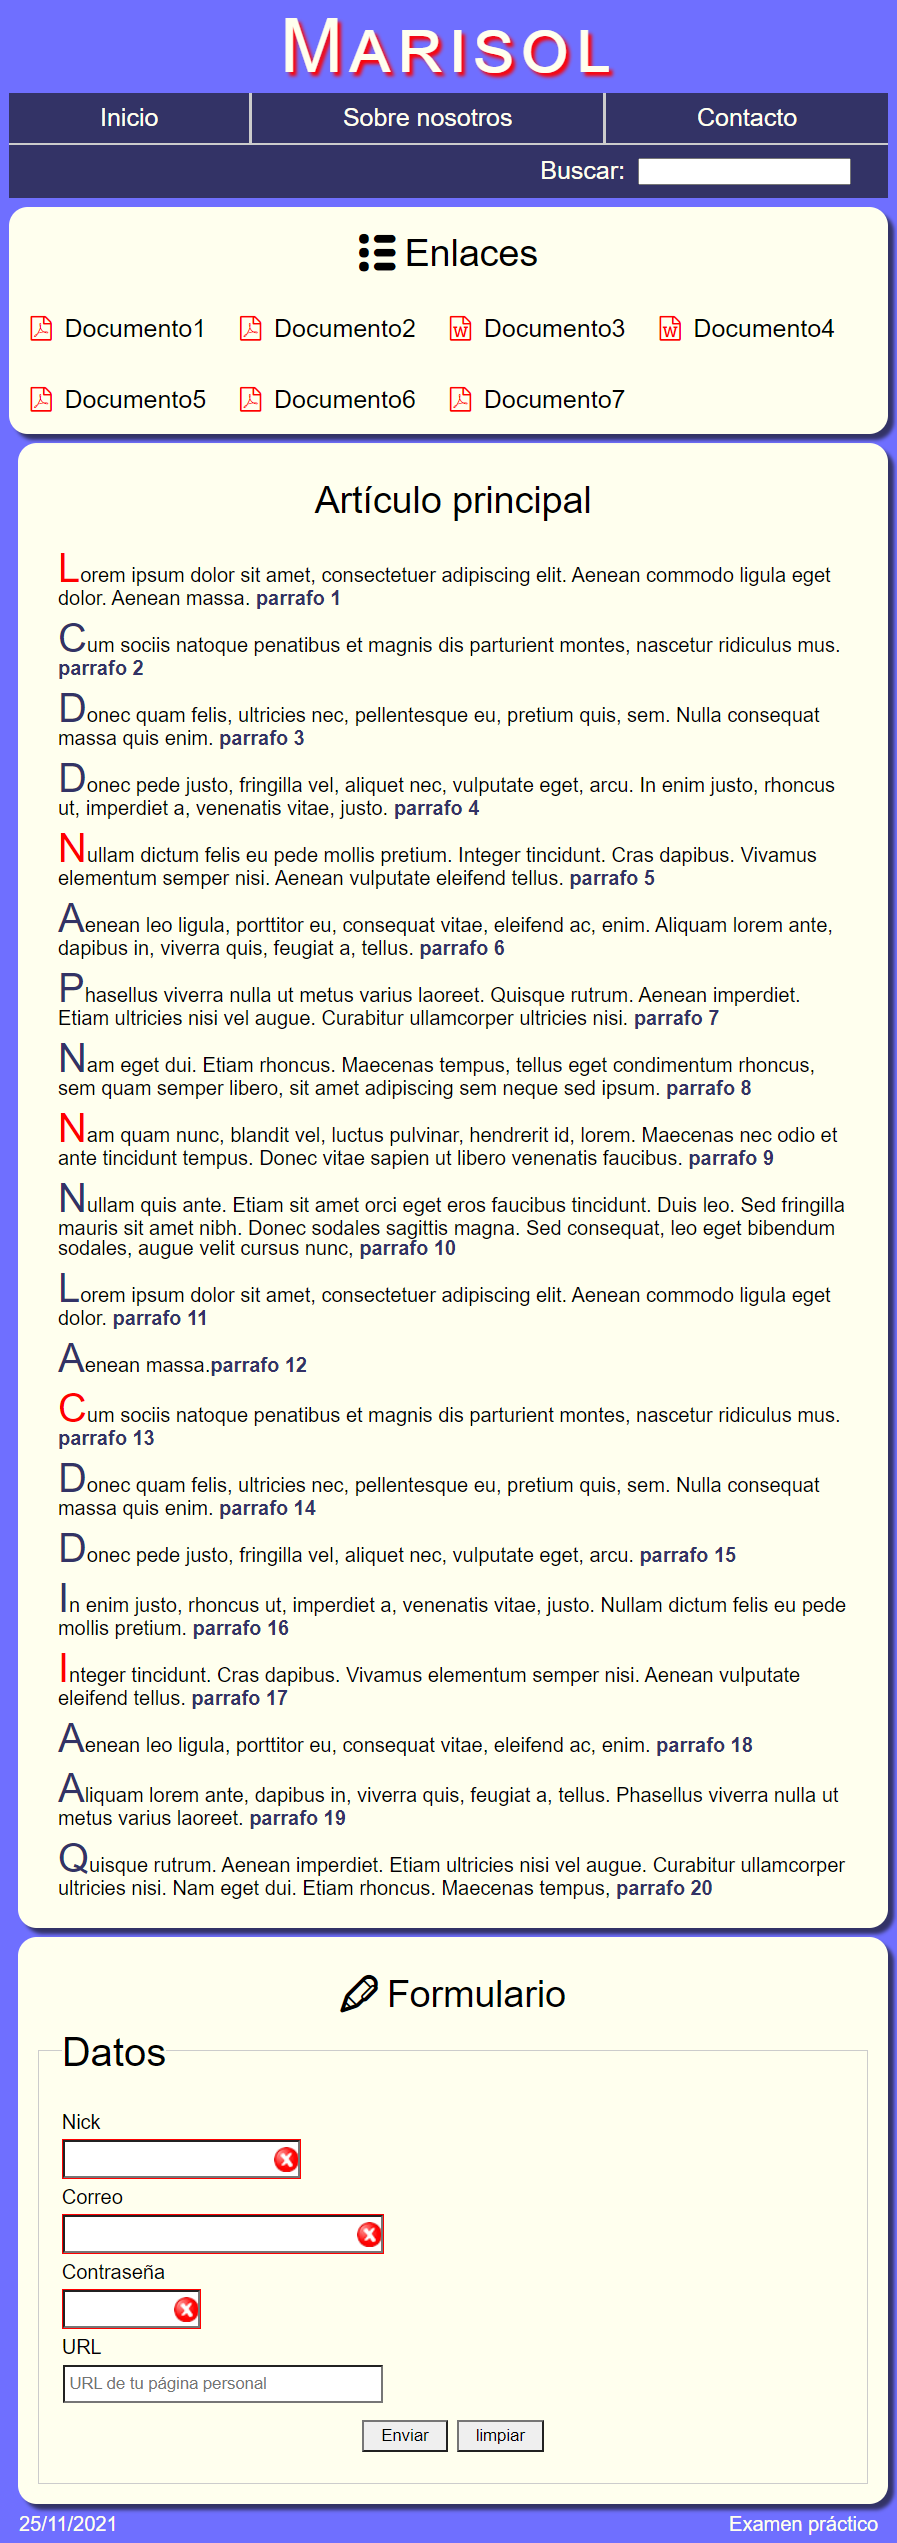 Marisol
Inicio
Sobre nosotros
Contacto
Buscar:
Enlaces
Documento1
Documento2
Documento3
Documento4
Documento5
Documento6
Documento7
Artículo principal
Lorem ipsum dolor sit amet, consectetuer adipiscing elit. Aenean commodo ligula eget
dolor. Aenean massa. parrafo 1
Cum sociis natoque penatibus et magnis dis parturient montes, nascetur ridiculus mus.
parrafo 2
Donec quam felis, ultricies nec, pellentesque eu, pretium quis, sem. Nulla consequat
massa quis enim. parrafo 3
Donec pede justo, fringilla vel, aliquet nec, vulputate eget, arcu. In enim justo, rhoncus
ut, imperdiet a, venenatis vitae, justo. parrafo 4
Nullam dictum felis eu pede mollis pretium. Integer tincidunt. Cras dapibus. Vivamus
elementum semper nisi. Aenean vulputate eleifend tellus. parrafo 5
Aenean leo ligula, porttitor eu, consequat vitae, eleifend ac, enim. Aliquam lorem ante,
dapibus in, viverra quis, feugiat a, tellus. parrafo 6
Phasellus viverra nulla ut metus varius laoreet. Quisque rutrum. Aenean imperdiet.
Etiam ultricies nisi vel augue. Curabitur ullamcorper ultricies nisi. parrafo 7
Nam eget dui. Etiam rhoncus. Maecenas tempus, tellus eget condimentum rhoncus,
sem quam semper libero, sit amet adipiscing sem neque sed ipsum. parrafo 8
Nam quam nunc, blandit vel, luctus pulvinar, hendrerit id, lorem. Maecenas nec odio et
ante tincidunt tempus. Donec vitae sapien ut libero venenatis faucibus. parrafo 9
Nullam quis ante. Etiam sit amet orci eget eros faucibus tincidunt. Duis leo. Sed fringilla
mauris sit amet nibh. Donec sodales sagittis magna. Sed consequat, leo eget bibendum
sodales, augue velit cursus nunc, parrafo 10
Lorem ipsum dolor sit amet, consectetuer adipiscing elit. Aenean commodo ligula eget
dolor. parrafo 11
Aenean massa.parrafo 12
Cum sociis natoque penatibus et magnis dis parturient montes, nascetur ridiculus mus.
parrafo 13
Donec quam felis, ultricies nec, pellentesque eu, pretium quis, sem. Nulla consequat
massa quis enim. parrafo 14
Donec pede justo, fringilla vel, aliquet nec, vulputate eget, arcu. parrafo 15
In enim justo, rhoncus ut, imperdiet a, venenatis vitae, justo. Nullam dictum felis eu pede
mollis pretium. parrafo 16
Integer tincidunt. Cras dapibus. Vivamus elementum semper nisi. Aenean vulputate
eleifend tellus. parrafo 17
Aenean leo ligula, porttitor eu, consequat vitae, eleifend ac, enim. parrafo 18
Aliquam lorem ante, dapibus in, viverra quis, feugiat a, tellus. Phasellus viverra nulla ut
metus varius laoreet. parrafo 19
Quisque rutrum. Aenean imperdiet. Etiam ultricies nisi vel augue. Curabitur ullamcorper
ultricies nisi. Nam eget dui. Etiam rhoncus. Maecenas tempus, parrafo 20
Formulario
Datos
Nick
Correo
Contraseña
URL
URL de tu página personal
Enviar
limpiar
25/11/2021
Examen práctico